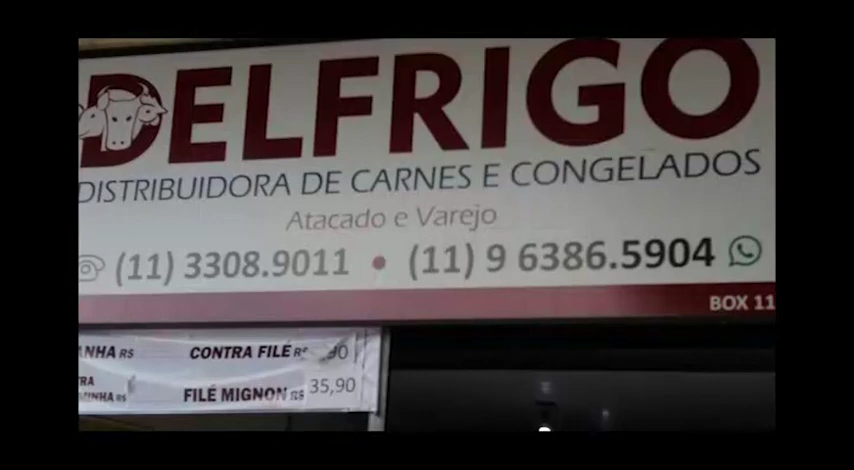 DELFRIGO
DISTRIBUIDORA DE CARNES E CONGELADOS
Atacado e Varejo
(11) 3308.9011 • (11) 9 6386.5904
BOX 11
R$ CONTRA FILÉ R$
FILÉ MIGNON R$ 35,90
R$